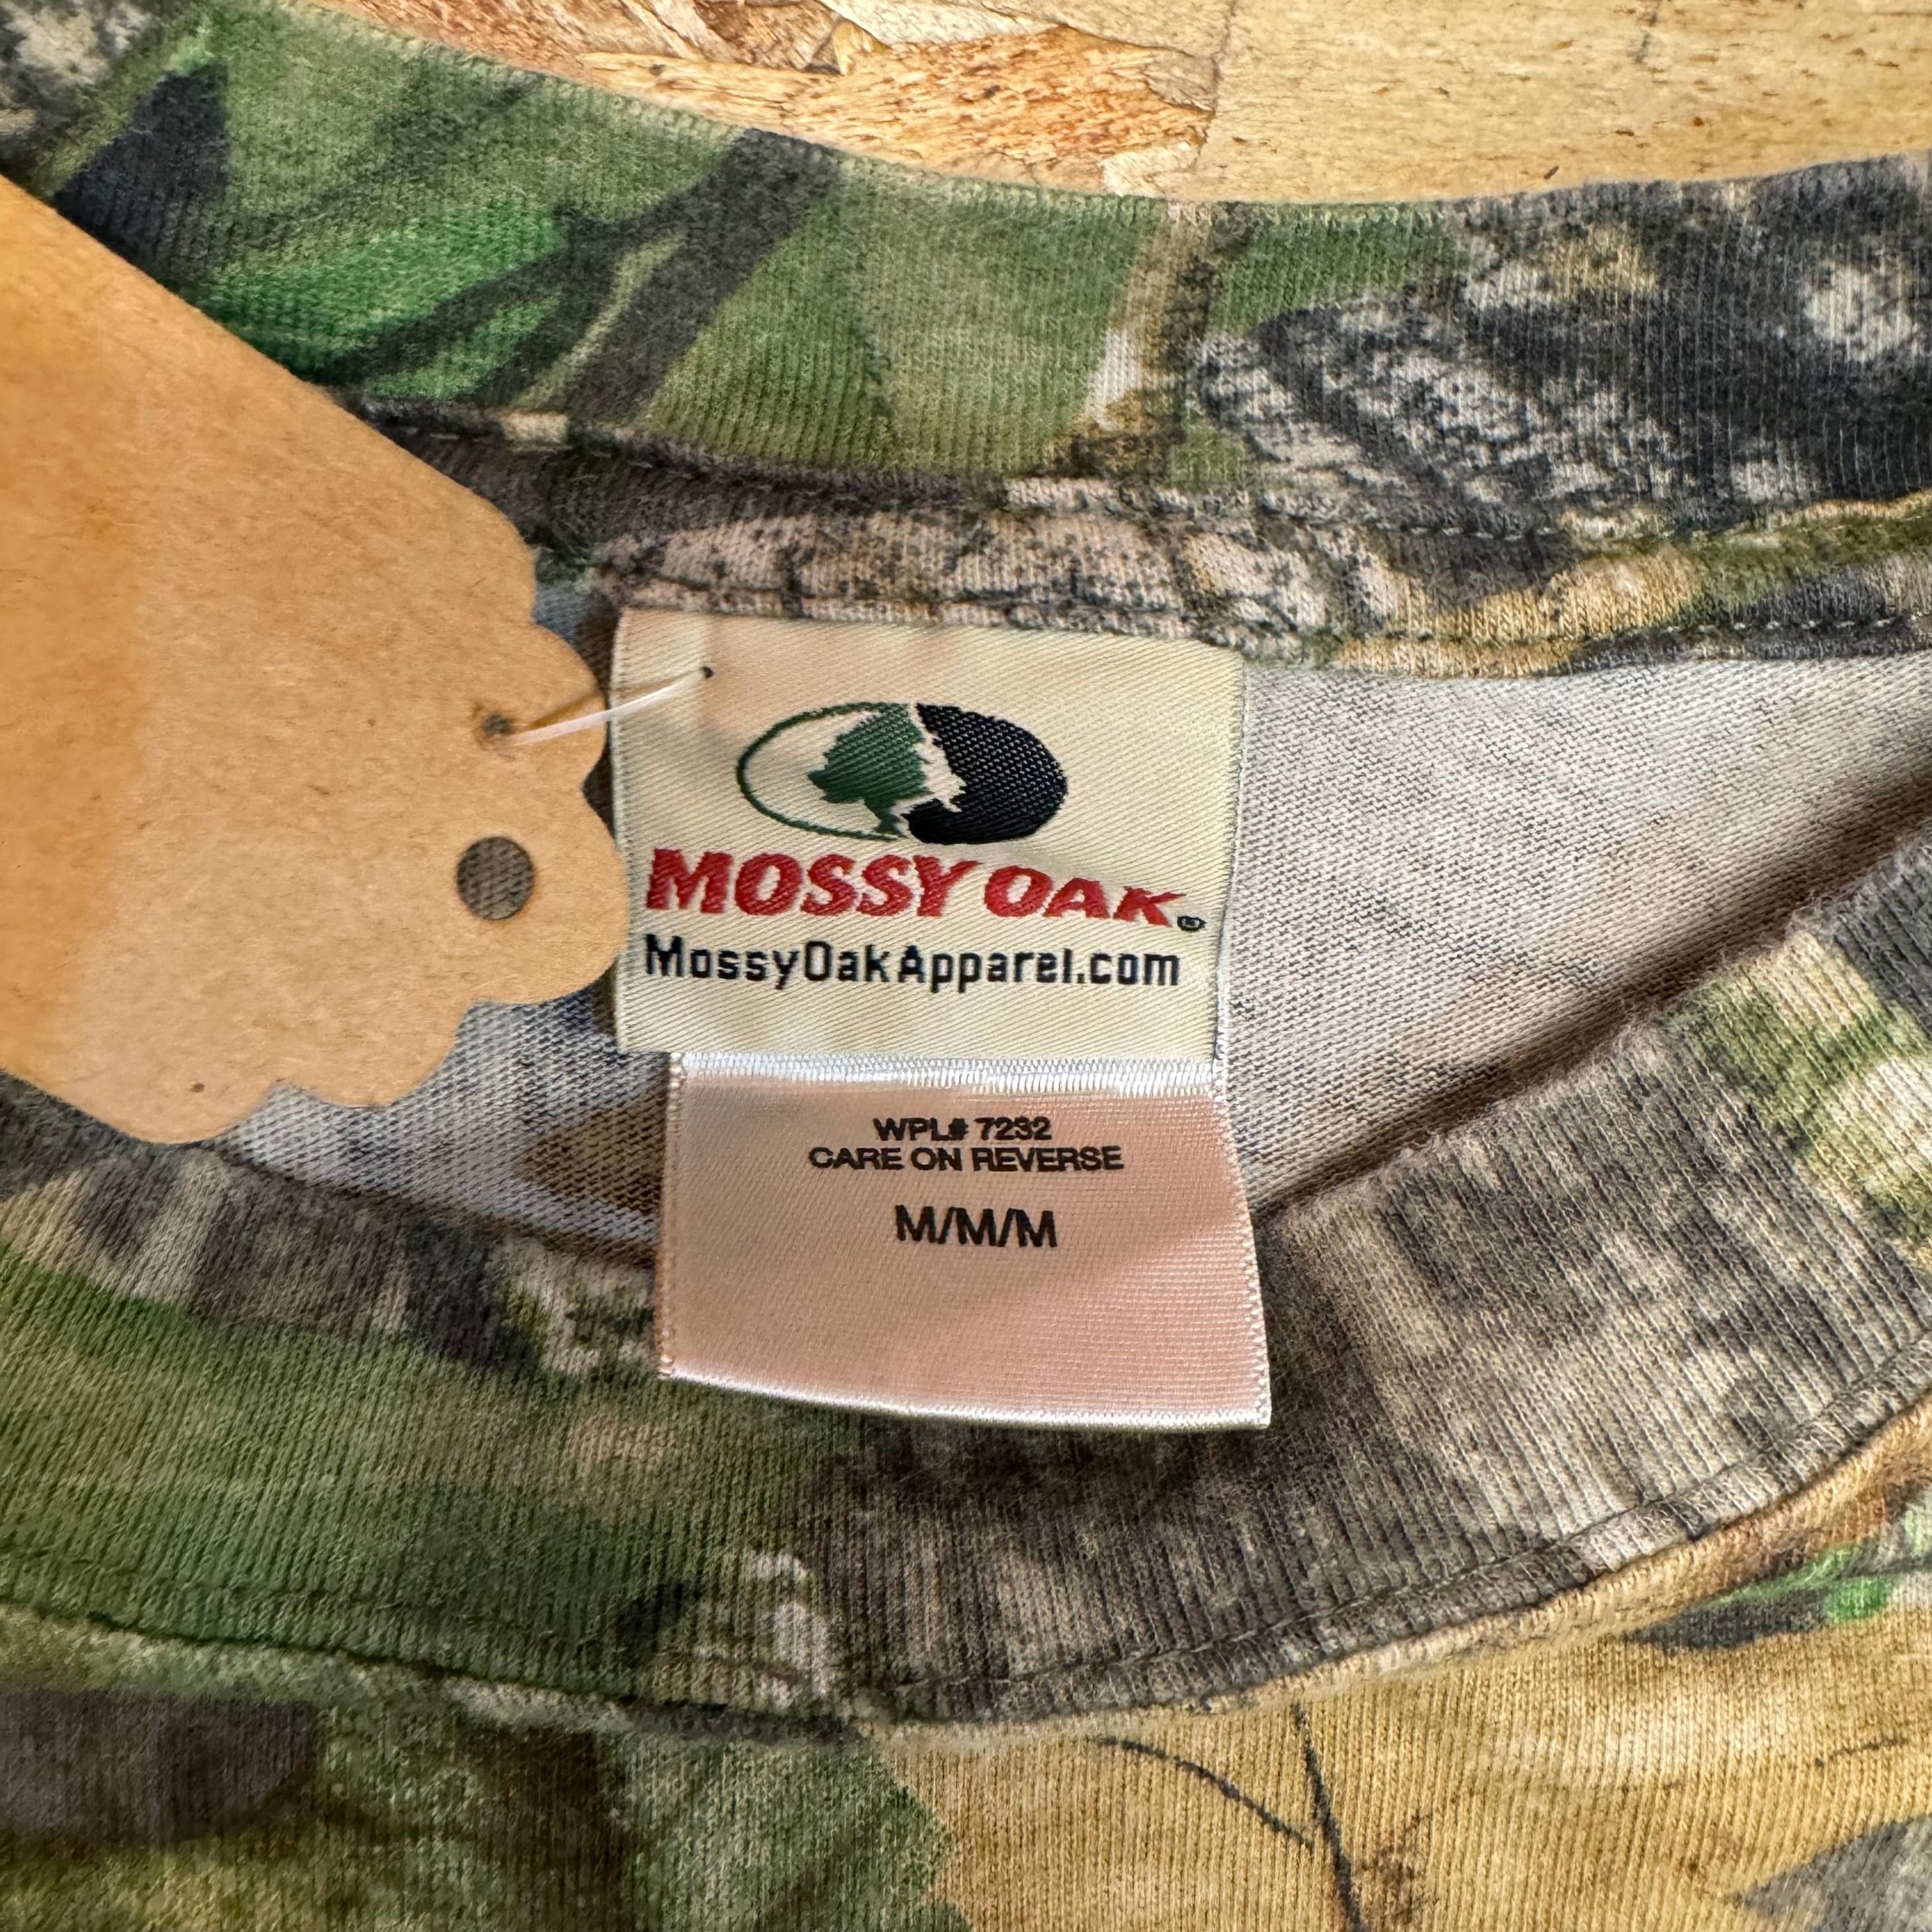 MOSSY OAK®
MossyOakApparel.com
WPL# 7232
CARE ON REVERSE
M/M/M